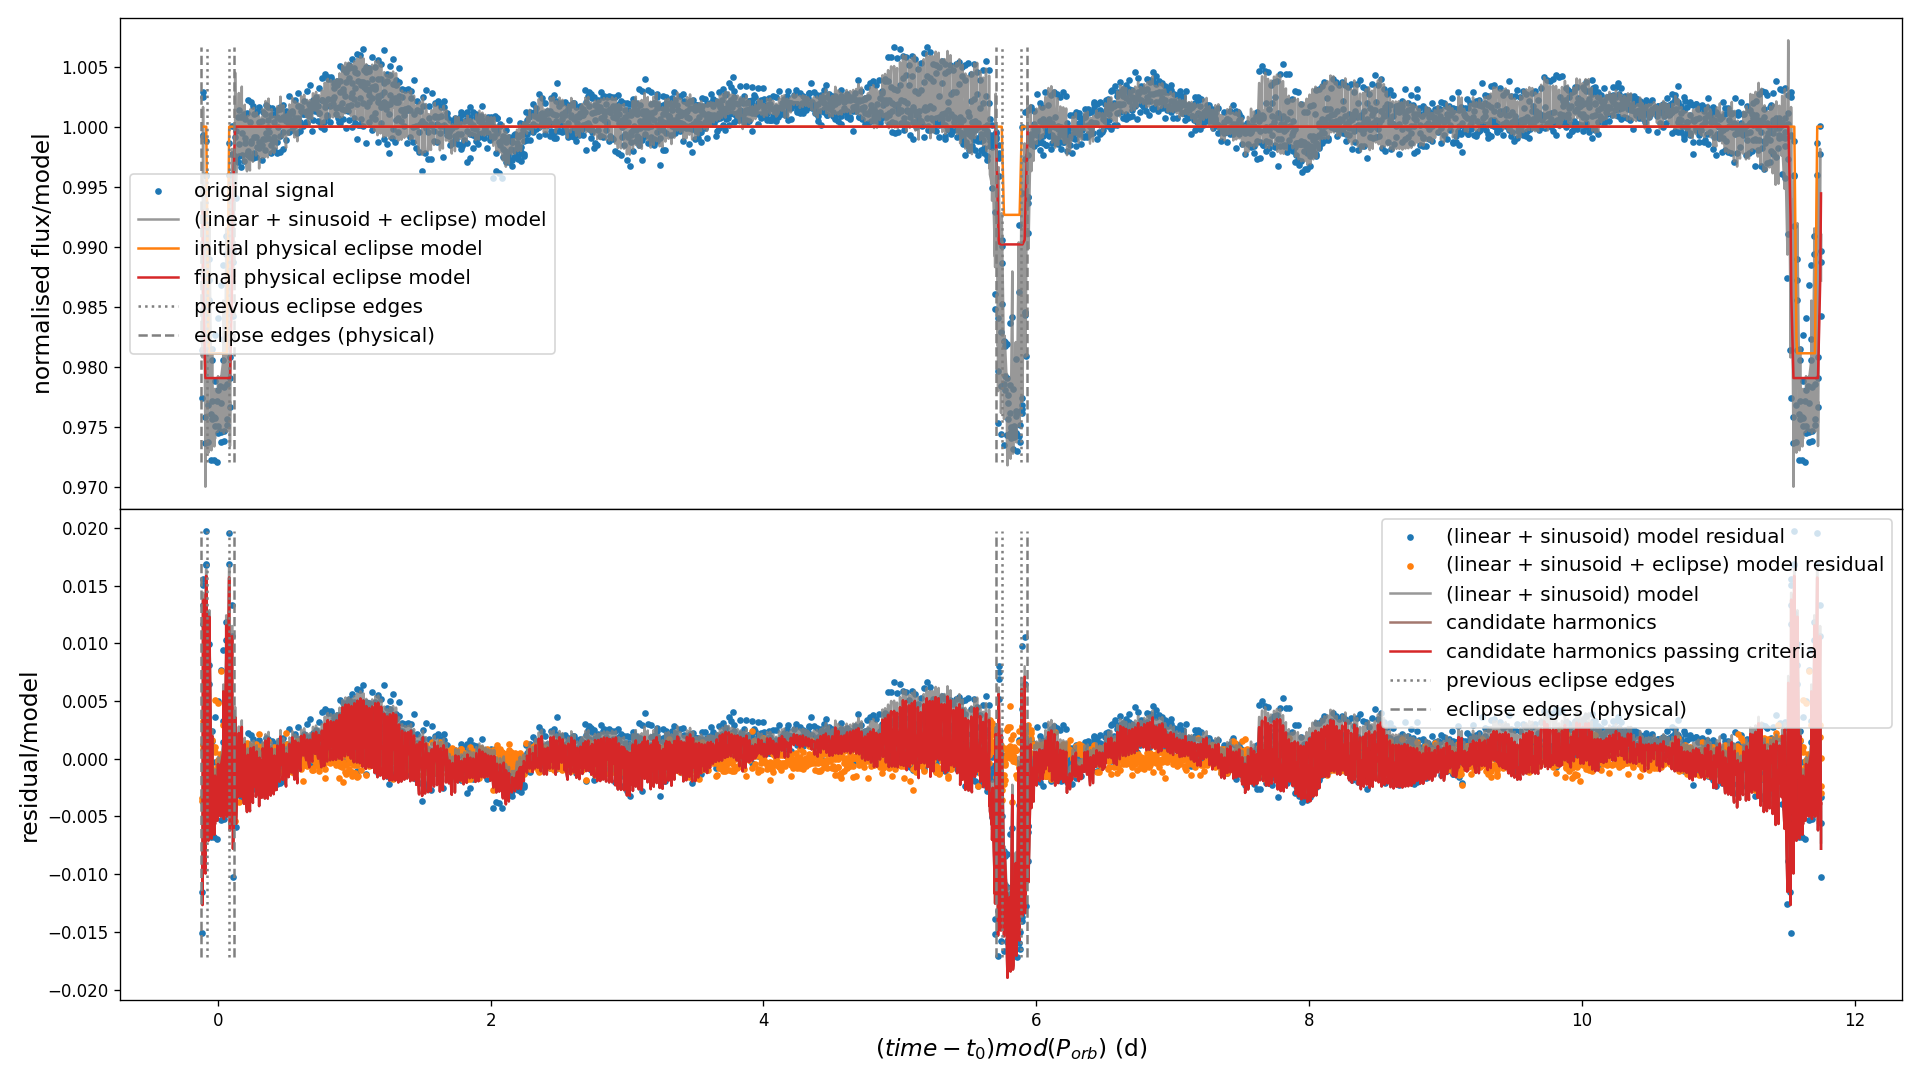 1.005
1.000
0.995
0.990
0.985
0.980
0.975
0.970
normalised flux/model
original signal
(linear + sinusoid + eclipse) model
initial physical eclipse model
final physical eclipse model
previous eclipse edges
eclipse edges (physical)
0.020
0.015
0.010
0.005
0.000
−0.005
−0.010
−0.015
−0.020
residual/model
(linear + sinusoid) model residual
(linear + sinusoid + eclipse) model residual
(linear + sinusoid) model
candidate harmonics
candidate harmonics passing criteria
previous eclipse edges
eclipse edges (physical)
0 2 4 6 8 10 12
(time − t₀)mod(P_orb) (d)